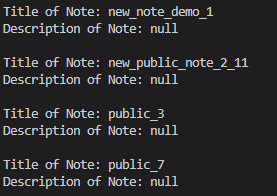 Title of Note: new_note_demo_1
Description of Note: null
Title of Note: new_public_note_2_11
Description of Note: null
Title of Note: public_3
Description of Note: null
Title of Note: public_7
Description of Note: null